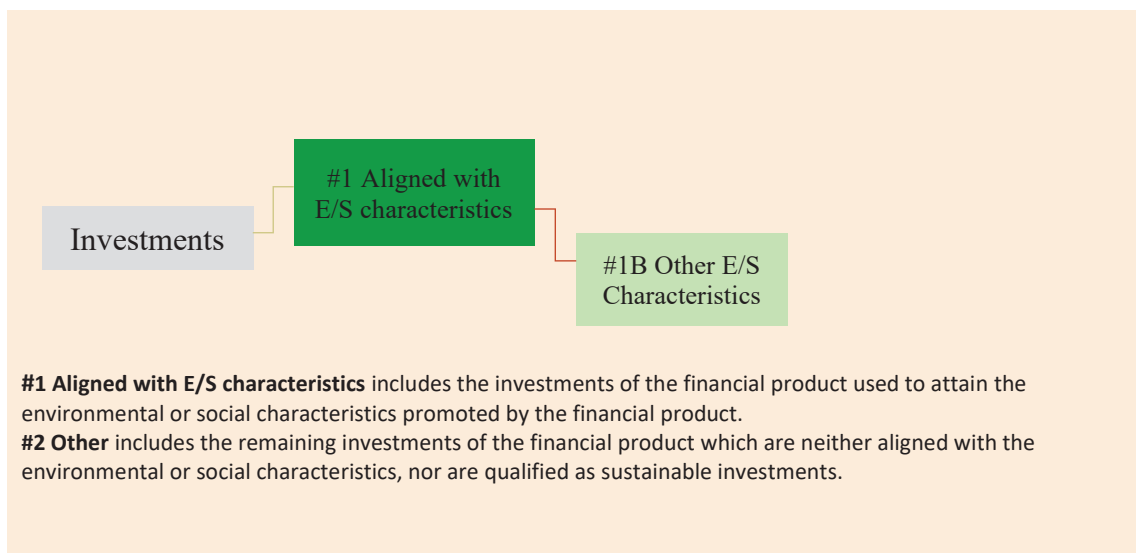 #1 Aligned with
E/S characteristics
Investments
#1B Other E/S
Characteristics
#1 Aligned with E/S characteristics includes the investments of the financial product used to attain the
environmental or social characteristics promoted by the financial product.
#2 Other includes the remaining investments of the financial product which are neither aligned with the
environmental or social characteristics, nor are qualified as sustainable investments.